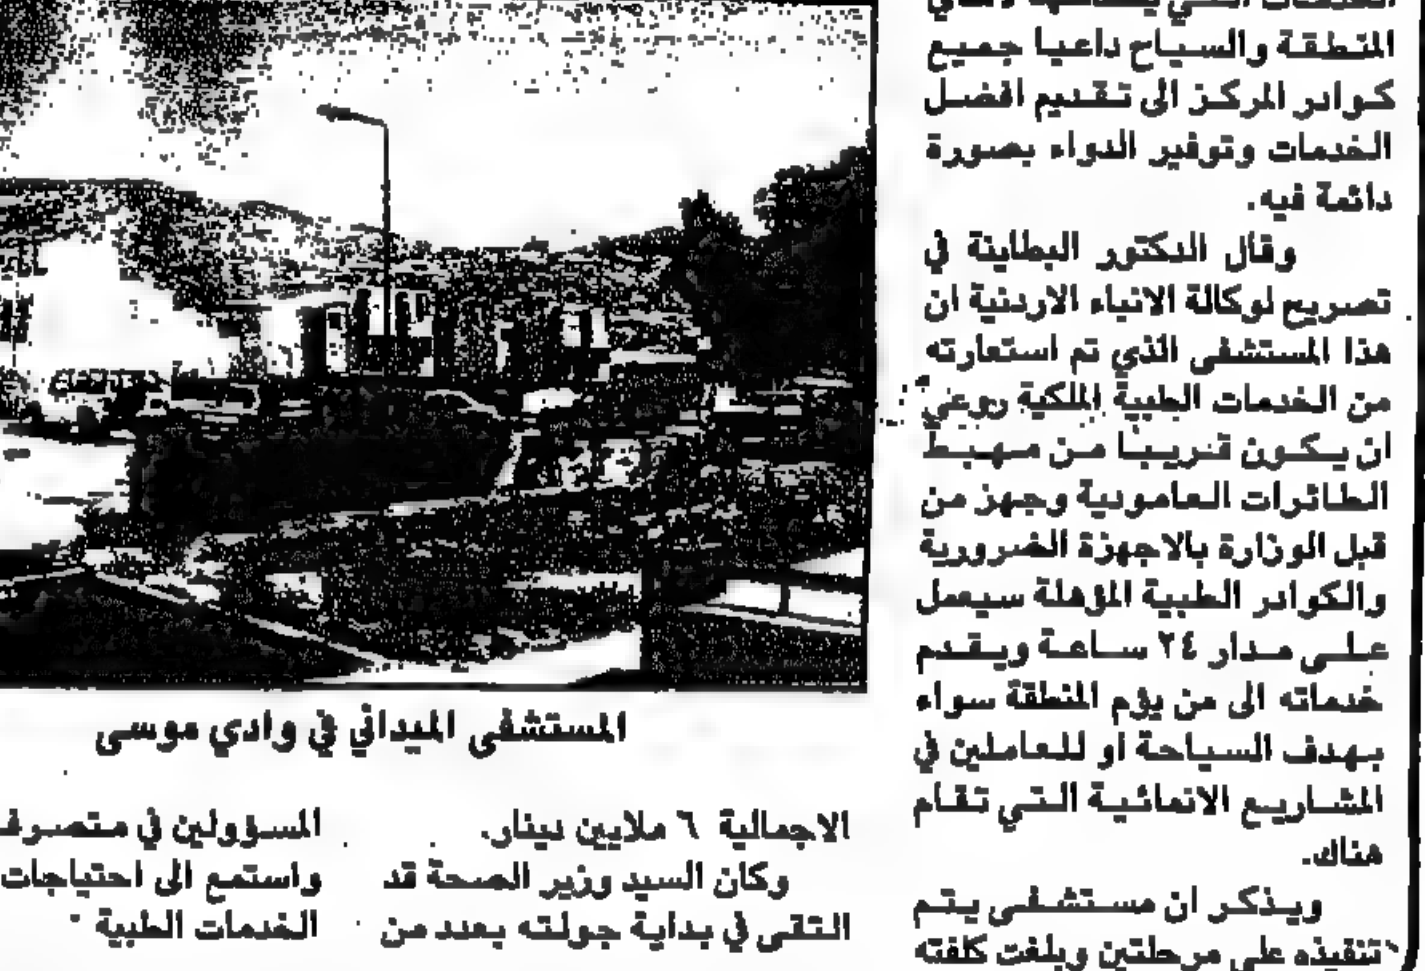 المنطقة والسياح داعيا جميع
كوادر المركز الى تقديم افضل
الخدمات وتوفير الدواء بصورة
دائمة فيه.
وقال الدكتور البطاينة في
تصريح لوكالة الانباء الاردنية ان
هذا المستشفى الذي تم استعارته
من الخدمات الطبية الملكية روعي
ان يكون قريبا من مهبط
الطائرات العامودية وجهز من
قبل الوزارة بالاجهزة الضرورية
والكوادر الطبية المؤهلة سيعمل
على مدار ٢٤ ساعة ويقدم
خدماته الى من يؤم المنطقة سواء
بهدف السياحة او للعاملين في
المشاريع الانمائية التي تقام
هناك.
ويذكر ان مستشفى يتم
تنفيذه على مرحلتين وبلغت كلفته
المستشفى الميداني في وادي موسى
الاجمالية ٦ ملايين دينار.
وكان السيد وزير الصحة قد
التقى في بداية جولته بعدد من
المسؤولين في
واستمع الى احتياجات
الخدمات الطبية